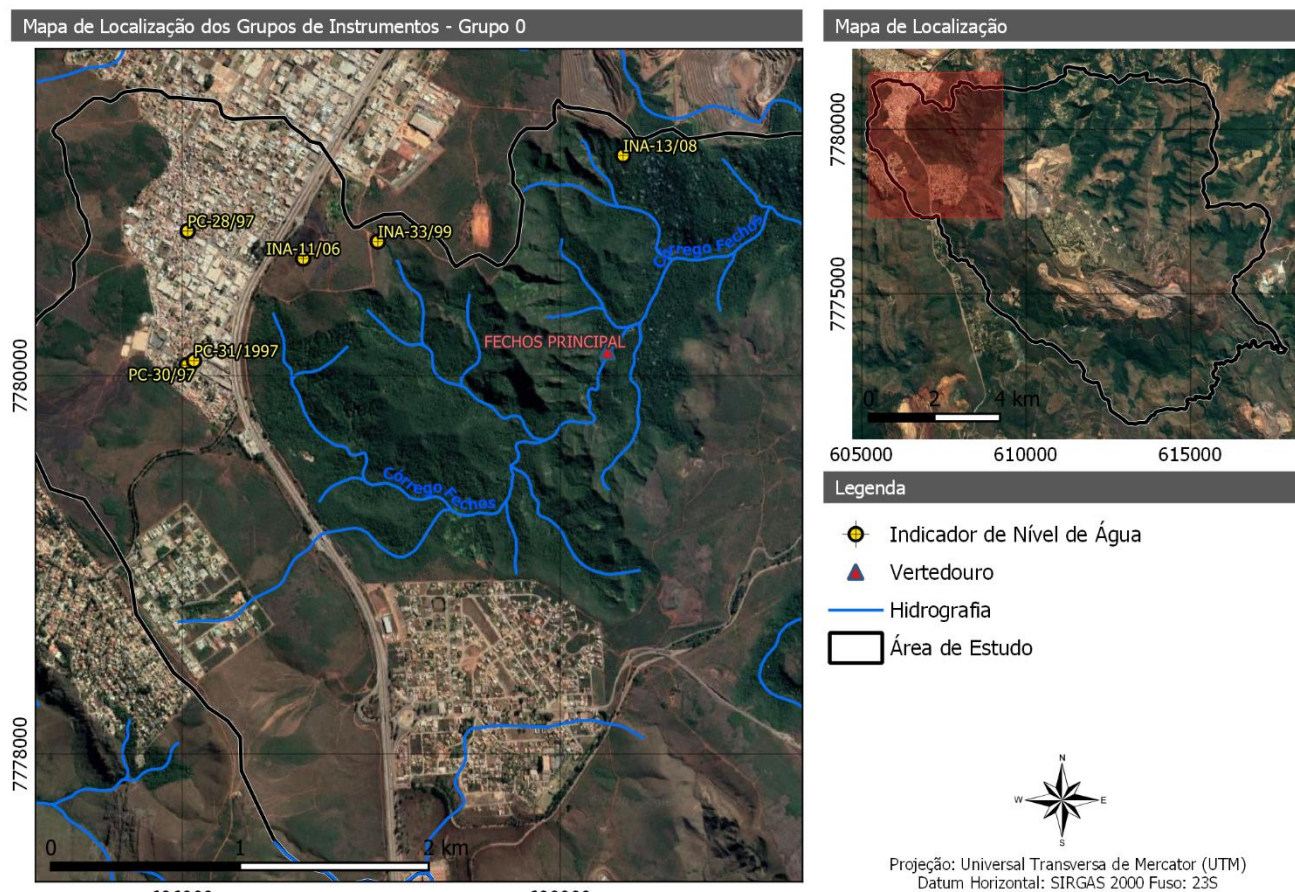 Mapa de Localização dos Grupos de Instrumentos - Grupo 0
INA-13/08
PC-28/97
INA-33/99
INA-11/06
Córrego Fechos
FECHOS PRINCIPAL
PC-31/1997
PC-30/97
7780000
Córrego Fechos
7778000
0 1 2 km
Mapa de Localização
7780000
7775000
0 2 4 km
605000 610000 615000
Legenda
Indicador de Nível de Água
Vertedouro
Hidrografia
Área de Estudo
N
W E
S
Projeção: Universal Transversa de Mercator (UTM)
Datum Horizontal: SIRGAS 2000 Fuso: 23S